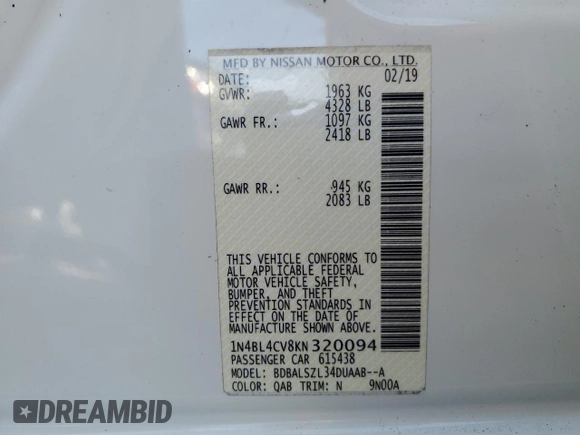 MFD BY NISSAN MOTOR CO., LTD.
DATE: 02/19
GVWR: 1963 KG
4328 LB
GAWR FR.: 1097 KG
2418 LB
GAWR RR.: 945 KG
2083 LB
THIS VEHICLE CONFORMS TO
ALL APPLICABLE FEDERAL
MOTOR VEHICLE SAFETY,
BUMPER, AND THEFT
PREVENTION STANDARDS IN
EFFECT ON THE DATE OF
MANUFACTURE SHOWN ABOVE.
1N4BL4CV8KN320094
PASSENGER CAR 615438
MODEL: BDBALSZL34DUAAB--A
COLOR: QAB TRIM: N 9N00A
DREAMBID